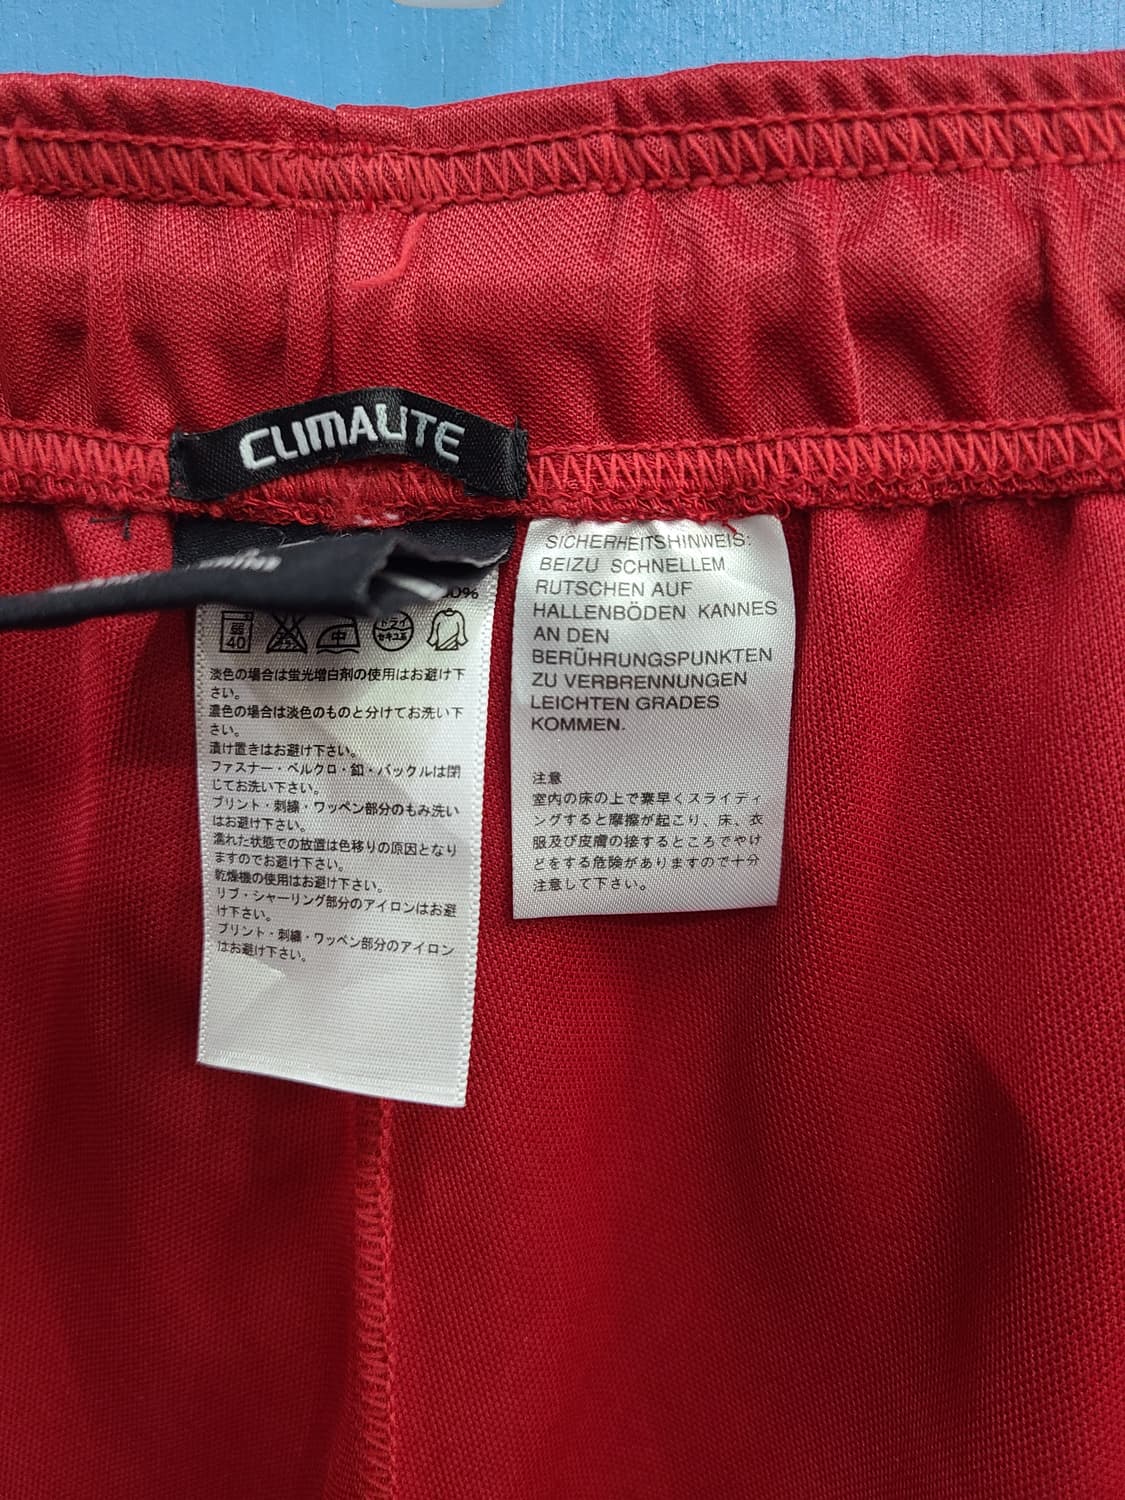 CLIMALITE
弱
40
中
ドライ
セキユ系
淡色の場合は蛍光増白剤の使用はお避け下
さい。
濃色の場合は淡色のものと分けてお洗い下
さい。
漬け置きはお避け下さい。
ファスナー・ベルクロ・釦・バックルは閉
じてお洗い下さい。
プリント・刺繍・ワッペン部分のもみ洗い
はお避け下さい。
濡れた状態での放置は色移りの原因となり
ますのでお避け下さい。
乾燥機の使用はお避け下さい。
リブ・シャーリング部分のアイロンはお避
け下さい。
プリント・刺繍・ワッペン部分のアイロン
はお避け下さい。
SICHERHEITSHINWEIS:
BEIZU SCHNELLEM
RUTSCHEN AUF
HALLENBÖDEN KANNES
AN DEN
BERÜHRUNGSPUNKTEN
ZU VERBRENNUNGEN
LEICHTEN GRADES
KOMMEN.
注意
室内の床の上で素早くスライディ
ングすると摩擦が起こり、床、衣
服及び皮膚の接するところでやけ
どをする危険がありますので十分
注意して下さい。